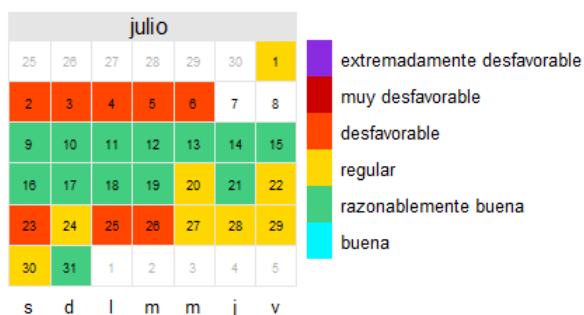 julio
25 26 27 28 29 30 1
2 3 4 5 6 7 8
9 10 11 12 13 14 15
16 17 18 19 20 21 22
23 24 25 26 27 28 29
30 31 1 2 3 4 5
s d l m m j v
extremadamente desfavorable
muy desfavorable
desfavorable
regular
razonablemente buena
buena